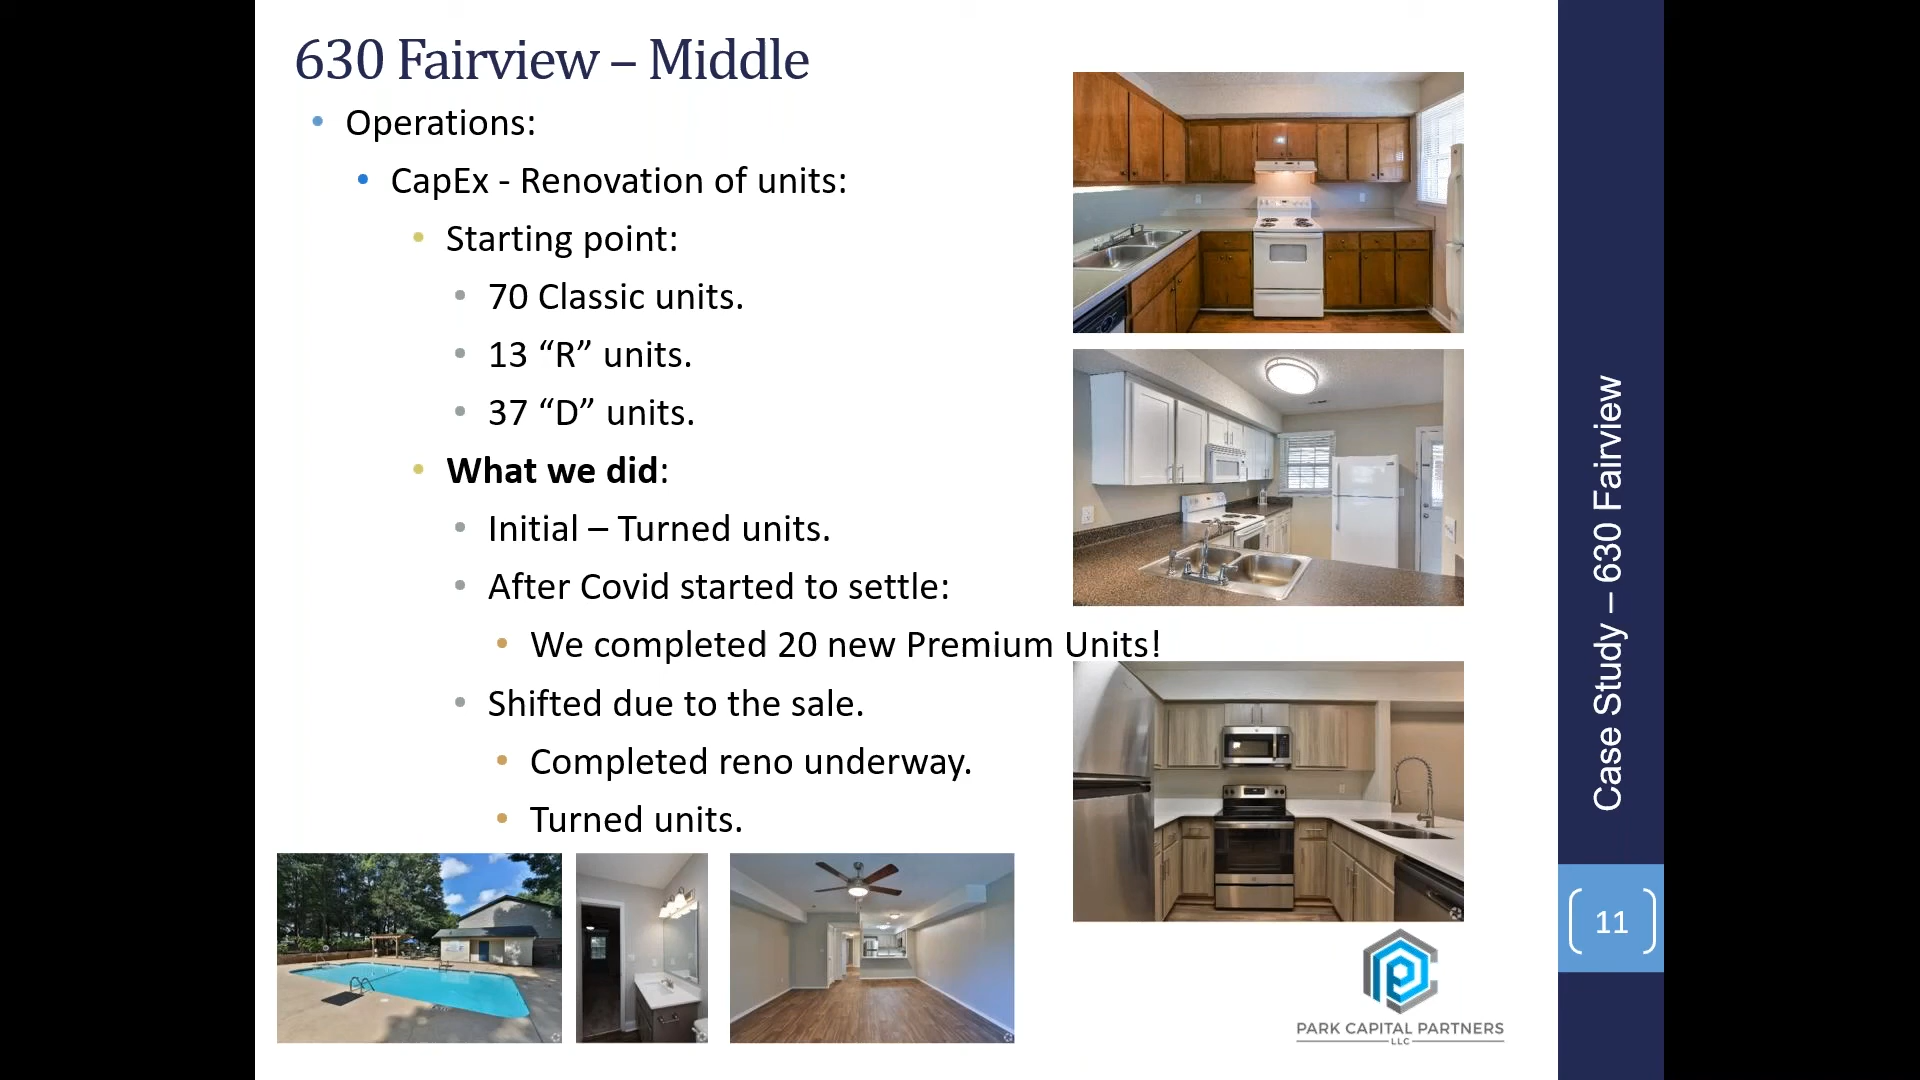 630 Fairview – Middle
Operations:
CapEx - Renovation of units:
Starting point:
70 Classic units.
13 “R” units.
37 “D” units.
What we did:
Initial – Turned units.
After Covid started to settle:
We completed 20 new Premium Units!
Shifted due to the sale.
Completed reno underway.
Turned units.
Case Study – 630 Fairview
11
PARK CAPITAL PARTNERS
LLC